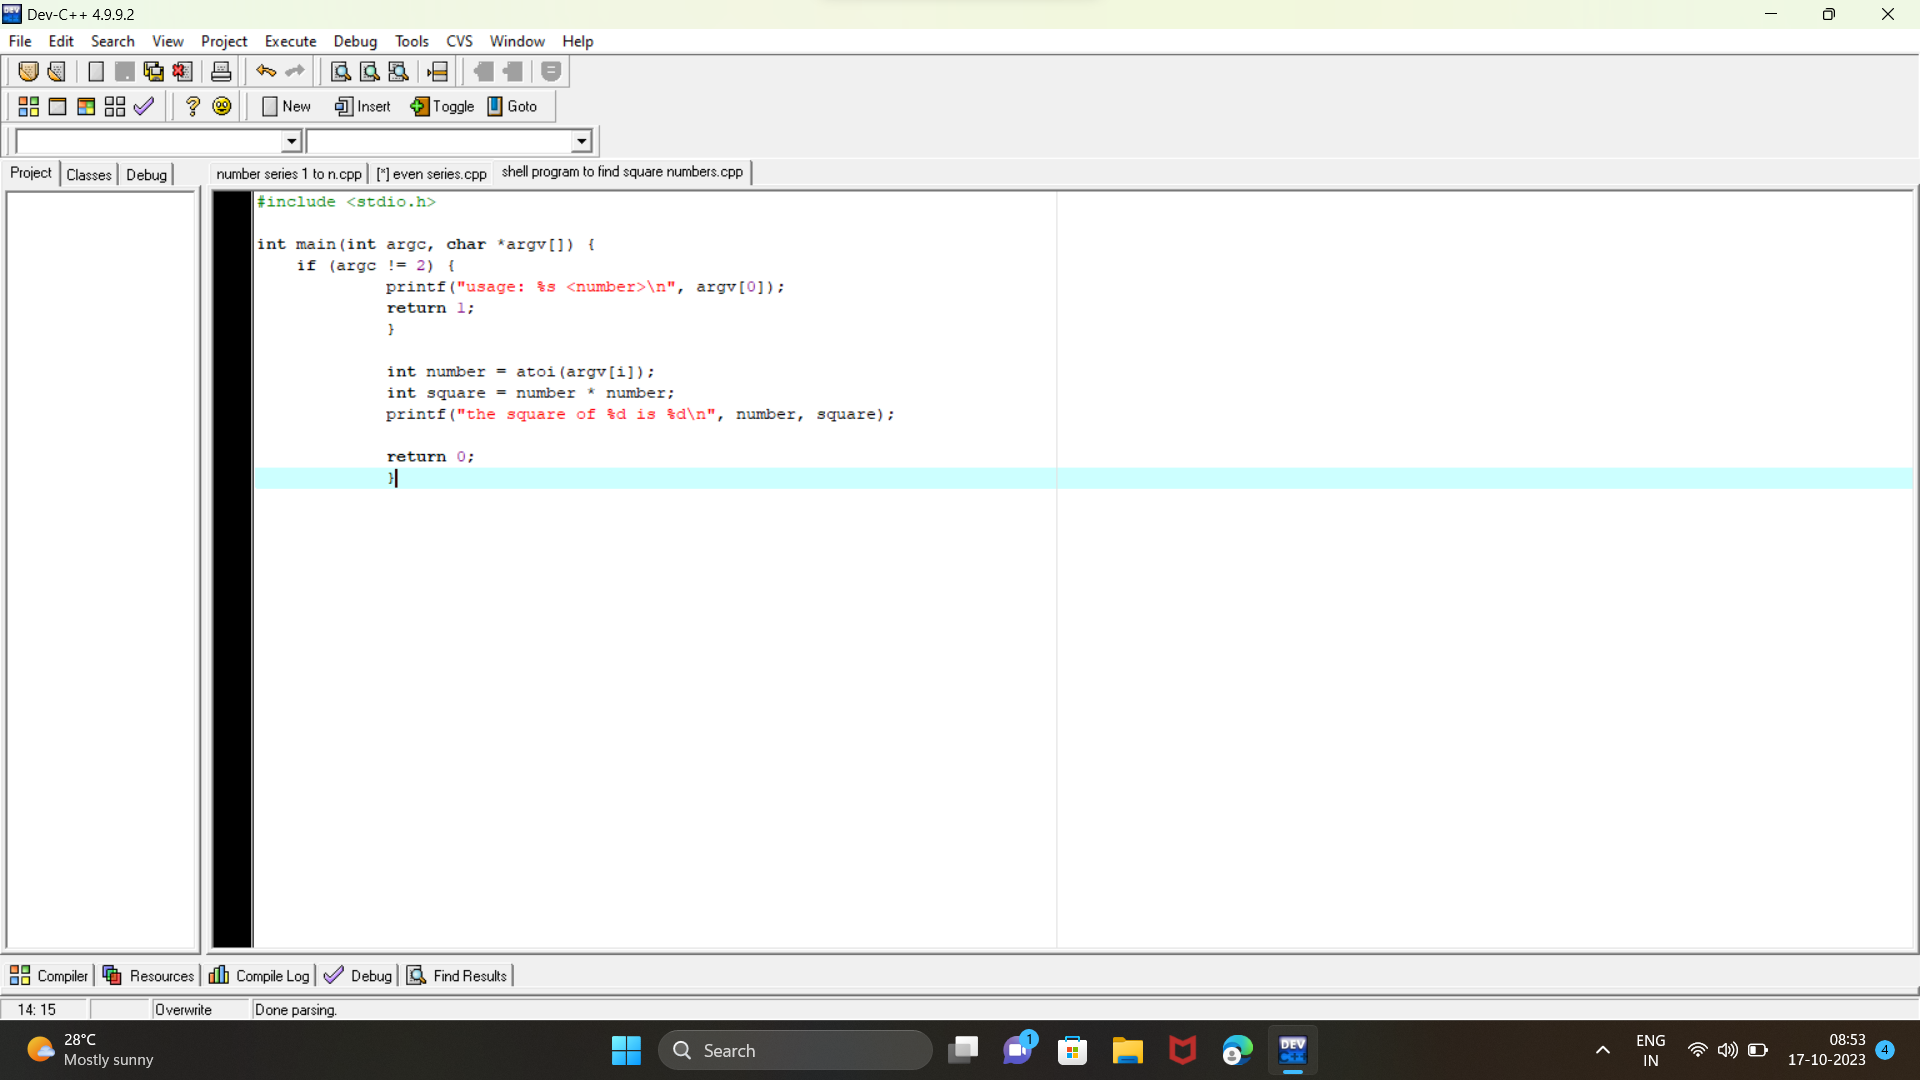 Dev-C++ 4.9.9.2
File Edit Search View Project Execute Debug Tools CVS Window Help
New Insert Toggle Goto
Project Classes Debug
number series 1 to n.cpp [*] even series.cpp shell program to find square numbers.cpp
#include <stdio.h>
int main(int argc, char *argv[]) {
if (argc != 2) {
printf("usage: %s <number>\n", argv[0]);
return 1;
}
int number = atoi(argv[i]);
int square = number * number;
printf("the square of %d is %d\n", number, square);
return 0;
}
Compiler Resources Compile Log Debug Find Results
14: 15 Overwrite Done parsing.
28°C
Mostly sunny
Search
1
DEV
C++
ENG
IN
08:53
17-10-2023
4